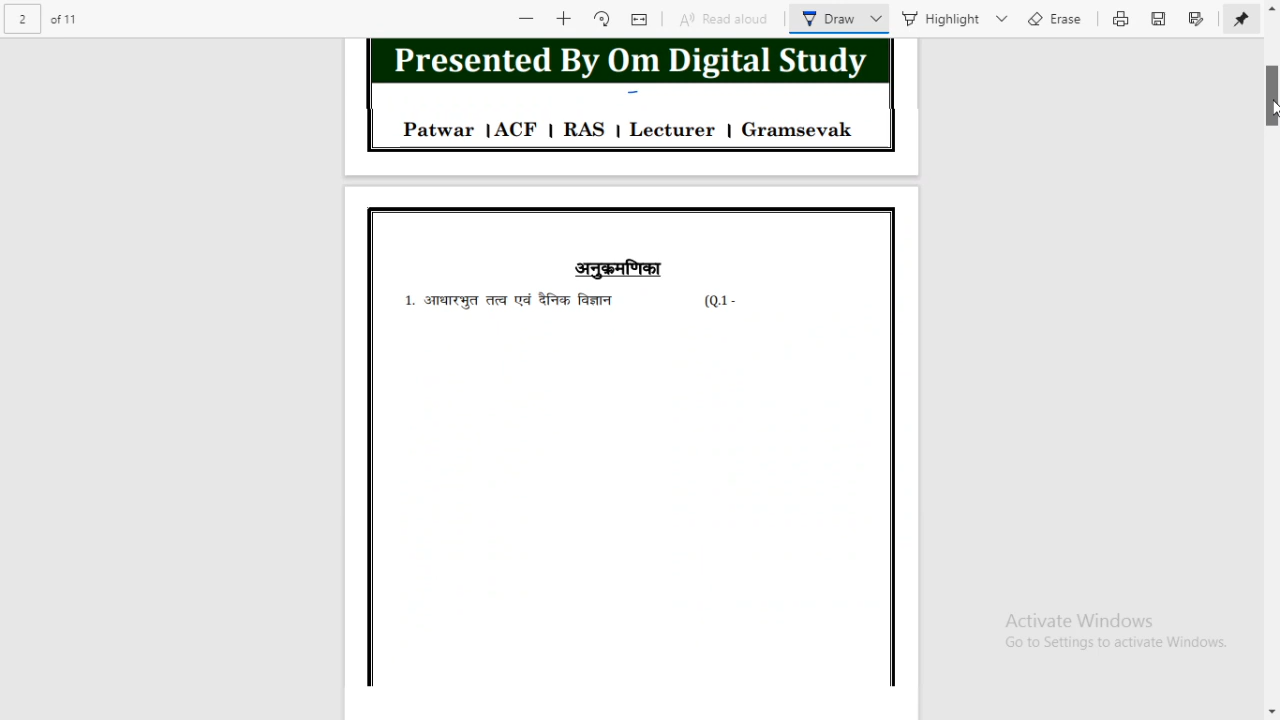 2 of 11 Read aloud Draw Highlight Erase
Presented By Om Digital Study
Patwar । ACF । RAS । Lecturer । Gramsevak
अनुक्रमणिका
1. आधारभुत तत्व एवं दैनिक विज्ञान (Q.1 -
Activate Windows
Go to Settings to activate Windows.